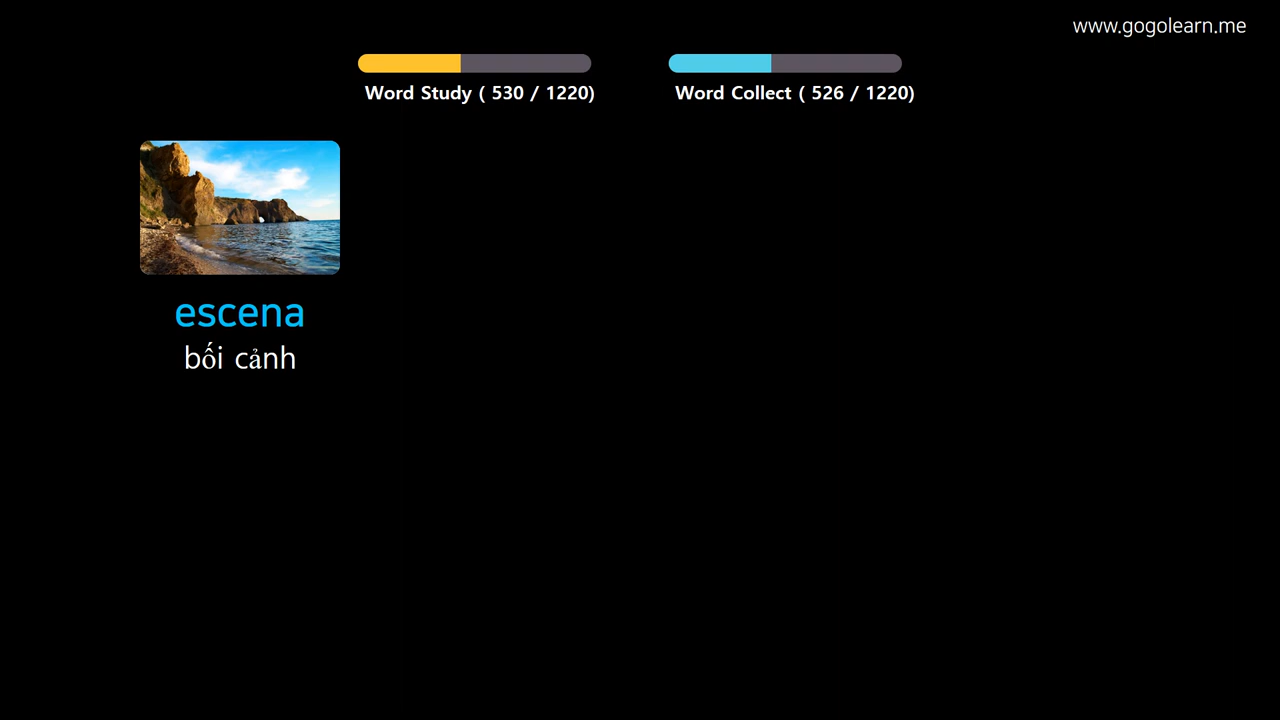 www.gogolearn.me
Word Study ( 530 / 1220)
Word Collect ( 526 / 1220)
escena
bối cảnh